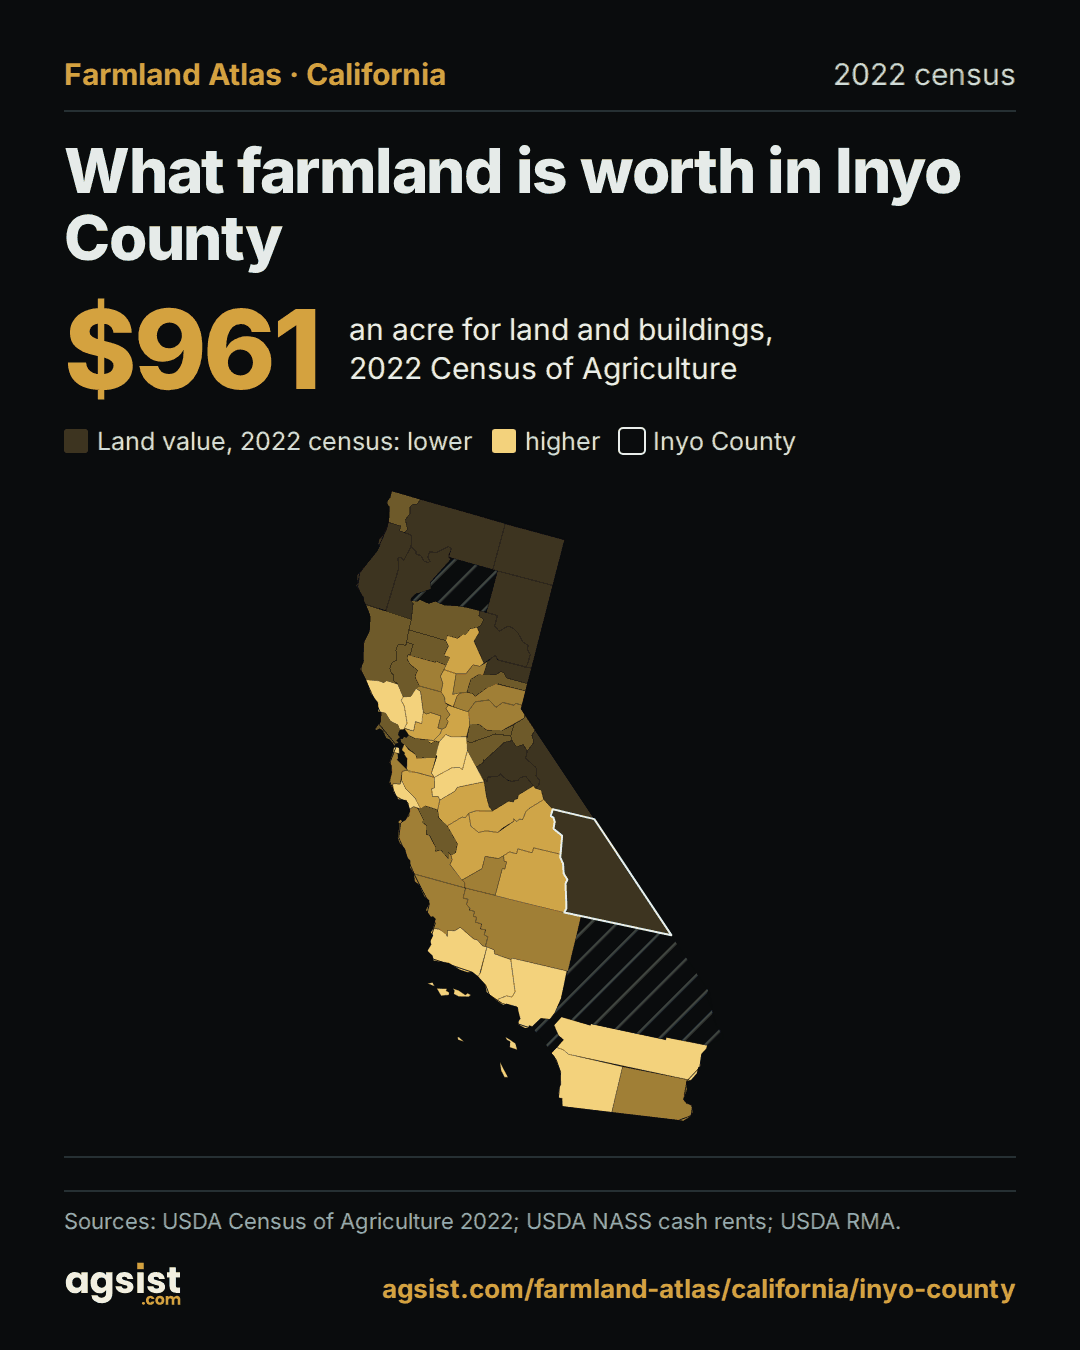 Farmland Atlas · California
2022 census
What farmland is worth in Inyo
County
$961
an acre for land and buildings,
2022 Census of Agriculture
Land value, 2022 census: lower
higher
Inyo County
Sources: USDA Census of Agriculture 2022; USDA NASS cash rents; USDA RMA.
agsist
.com
agsist.com/farmland-atlas/california/inyo-county